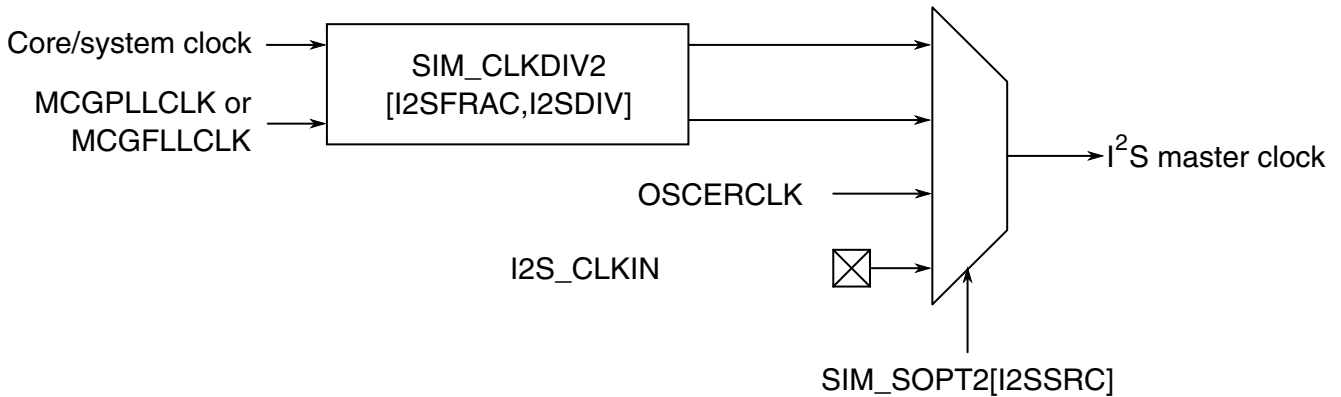 Core/system clock
MCGPLLCLK or
MCGFLLCLK
SIM_CLKDIV2
[I2SFRAC,I2SDIV]
OSCERCLK
I2S_CLKIN
I²S master clock
SIM_SOPT2[I2SSRC]